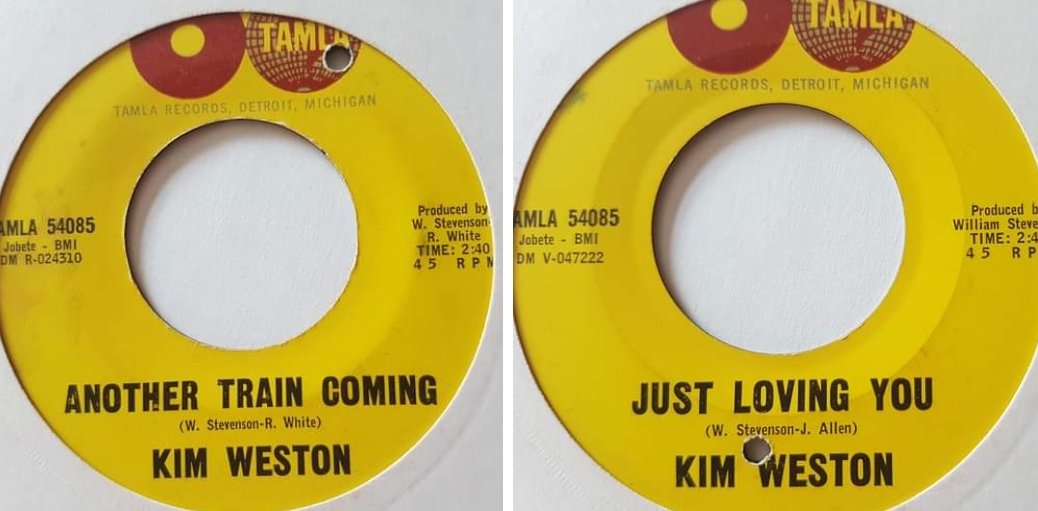 TAMLA
TAMLA RECORDS, DETROIT, MICHIGAN
AMLA 54085
Jobete - BMI
DM R-024310
Produced by
W. Stevenson-
R. White
TIME: 2:40
45 RPM
ANOTHER TRAIN COMING
(W. Stevenson-R. White)
KIM WESTON
TAMLA
TAMLA RECORDS, DETROIT, MICHIGAN
AMLA 54085
Jobete - BMI
DM V-047222
Produced b
William Steve
TIME: 2:4
45 RP
JUST LOVING YOU
(W. Stevenson-J. Allen)
KIM WESTON